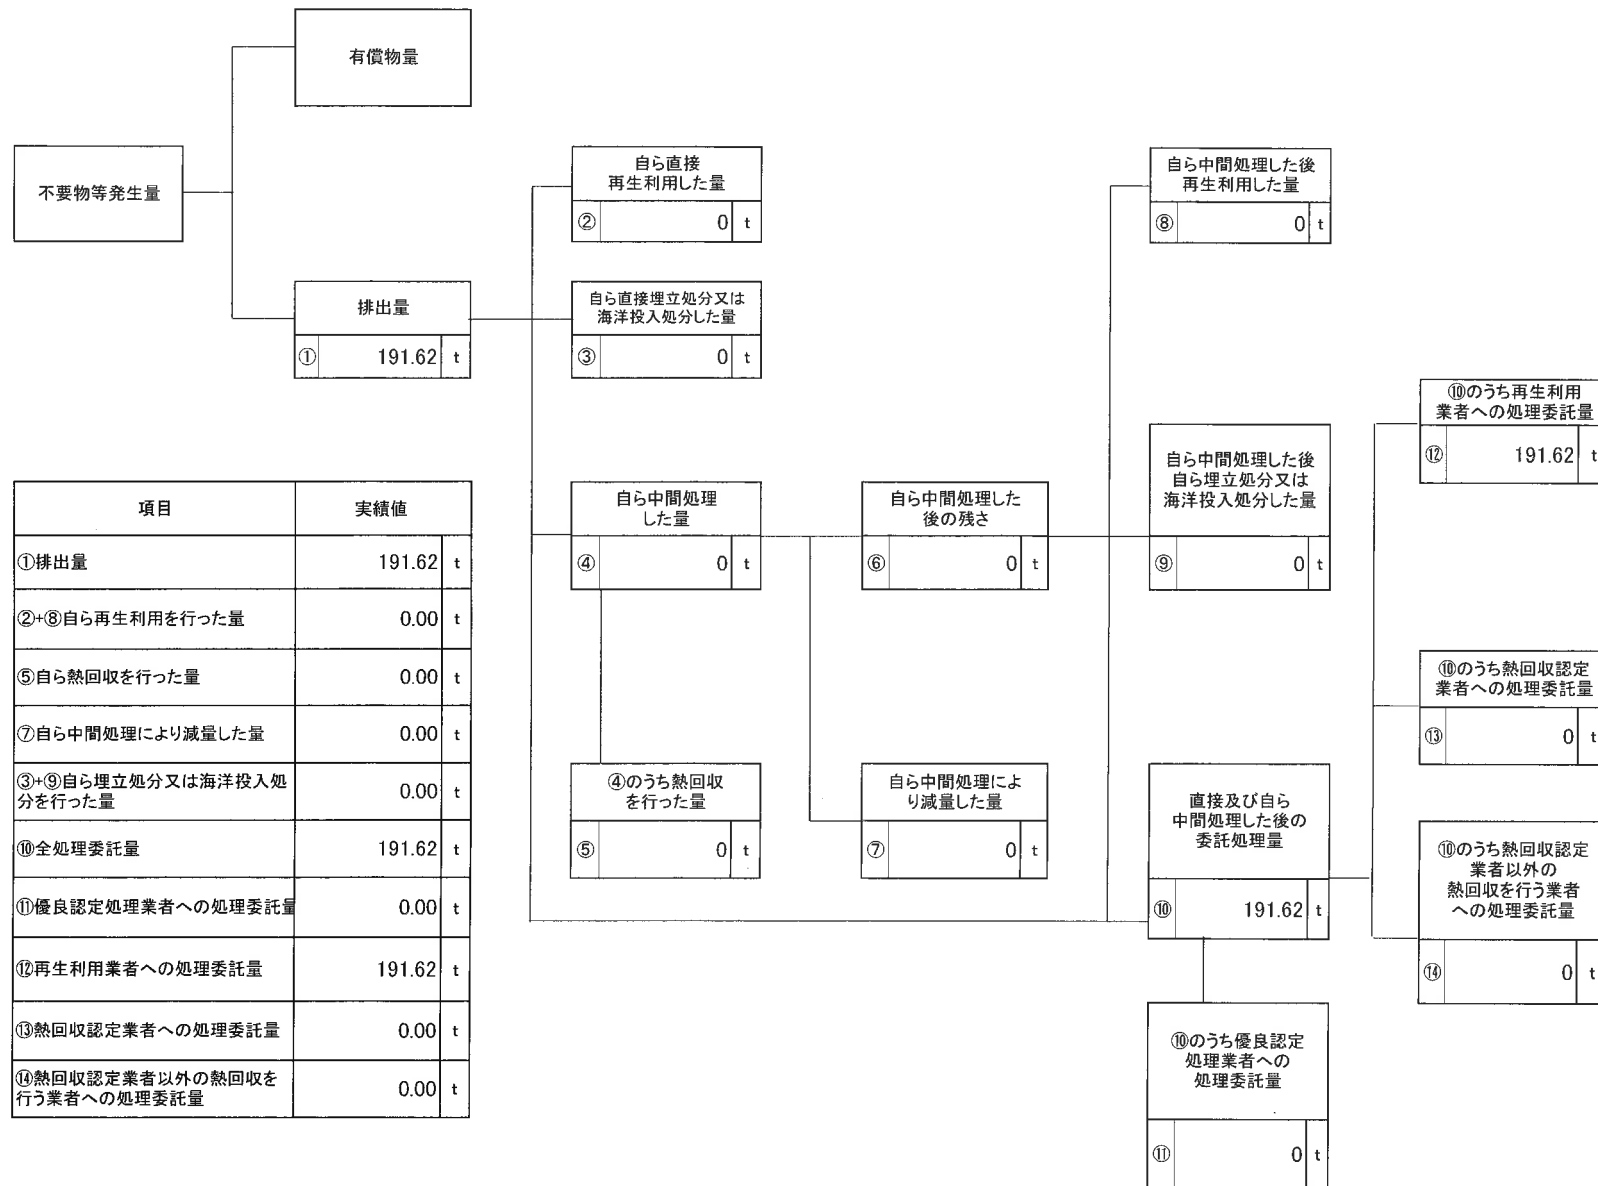 有償物量
不要物等発生量
排出量
① 191.62 t
自ら直接
再生利用した量
② 0 t
自ら直接埋立処分又は
海洋投入処分した量
③ 0 t
自ら中間処理
した量
④ 0 t
④のうち熱回収
を行った量
⑤ 0 t
自ら中間処理した
後の残さ
⑥ 0 t
自ら中間処理によ
り減量した量
⑦ 0 t
自ら中間処理した後
再生利用した量
⑧ 0 t
自ら中間処理した後
自ら埋立処分又は
海洋投入処分した量
⑨ 0 t
直接及び自ら
中間処理した後の
委託処理量
⑩ 191.62 t
⑩のうち優良認定
処理業者への
処理委託量
⑪ 0 t
⑩のうち再生利用
業者への処理委託量
⑫ 191.62 t
⑩のうち熱回収認定
業者への処理委託量
⑬ 0 t
⑩のうち熱回収認定
業者以外の
熱回収を行う業者
への処理委託量
⑭ 0 t
項目 実績値
①排出量 191.62 t
②+⑧自ら再生利用を行った量 0.00 t
⑤自ら熱回収を行った量 0.00 t
⑦自ら中間処理により減量した量 0.00 t
③+⑨自ら埋立処分又は海洋投入処
分を行った量 0.00 t
⑩全処理委託量 191.62 t
⑪優良認定処理業者への処理委託量 0.00 t
⑫再生利用業者への処理委託量 191.62 t
⑬熱回収認定業者への処理委託量 0.00 t
⑭熱回収認定業者以外の熱回収を
行う業者への処理委託量 0.00 t